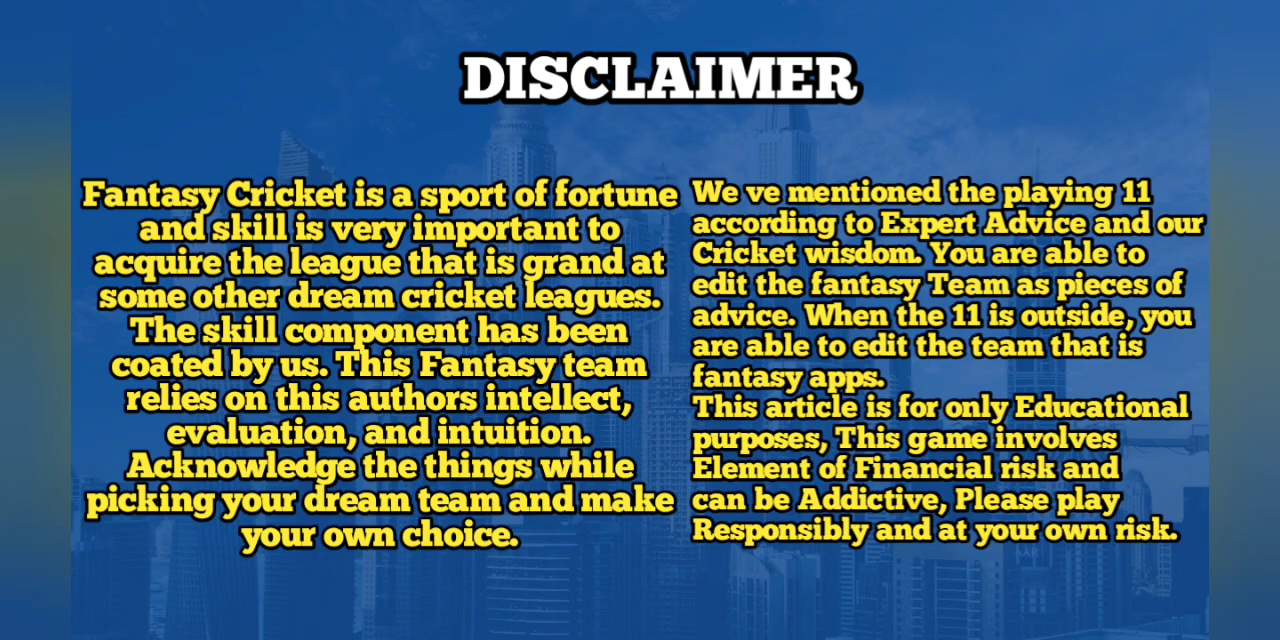 DISCLAIMER
Fantasy Cricket is a sport of fortune
and skill is very important to
acquire the league that is grand at
some other dream cricket leagues.
The skill component has been
coated by us. This Fantasy team
relies on this authors intellect,
evaluation, and intuition.
Acknowledge the things while
picking your dream team and make
your own choice.
We ve mentioned the playing 11
according to Expert Advice and our
Cricket wisdom. You are able to
edit the fantasy Team as pieces of
advice. When the 11 is outside, you
are able to edit the team that is
fantasy apps.
This article is for only Educational
purposes, This game involves
Element of Financial risk and
can be Addictive, Please play
Responsibly and at your own risk.